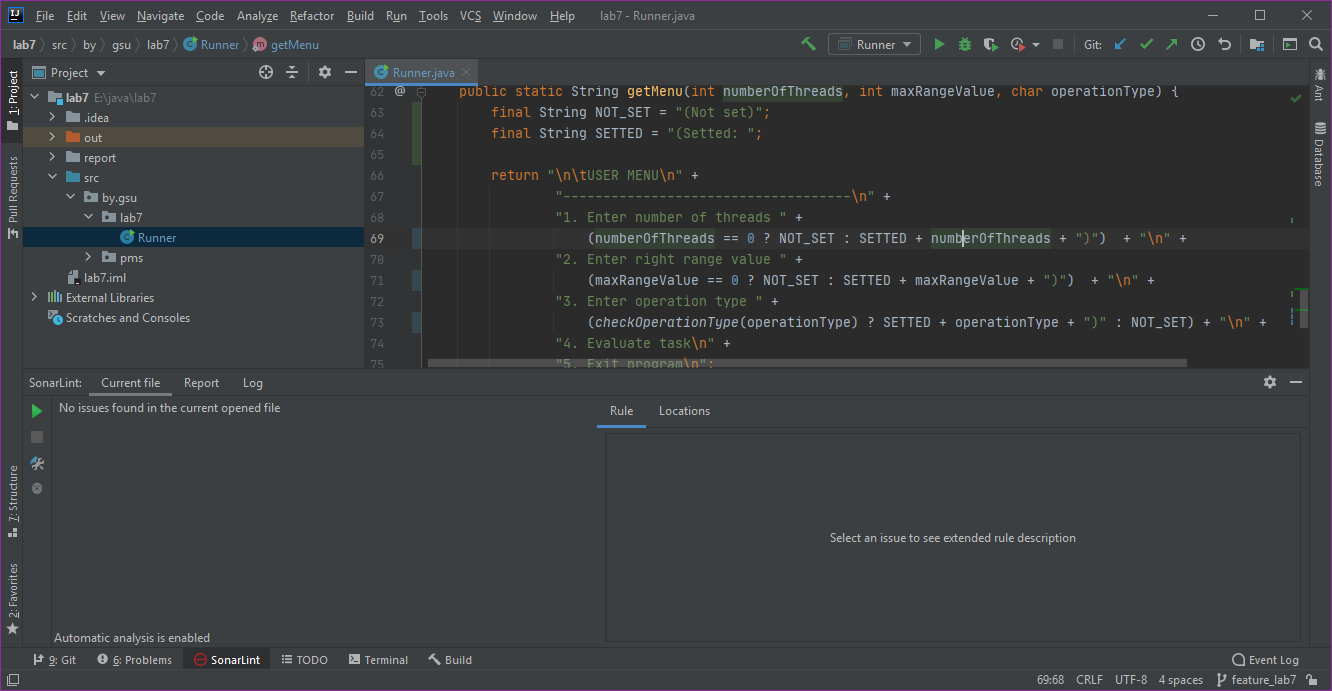 File Edit View Navigate Code Analyze Refactor Build Run Tools VCS Window Help lab7 - Runner.java
lab7 src by gsu lab7 Runner getMenu Runner Git:
1: Project
Pull Requests
7: Structure
2: Favorites
Project
lab7 E:\java\lab7
.idea
out
report
src
by.gsu
lab7
Runner
pms
lab7.iml
External Libraries
Scratches and Consoles
Runner.java
62 @ public static String getMenu(int numberOfThreads, int maxRangeValue, char operationType) {
63 final String NOT_SET = "(Not set)";
64 final String SETTED = "(Setted: ";
65
66 return "\n\tUSER MENU\n" +
67 "------------------------------------\n" +
68 "1. Enter number of threads " +
69 (numberOfThreads == 0 ? NOT_SET : SETTED + numberOfThreads + ")") + "\n" +
70 "2. Enter right range value " +
71 (maxRangeValue == 0 ? NOT_SET : SETTED + maxRangeValue + ")") + "\n" +
72 "3. Enter operation type " +
73 (checkOperationType(operationType) ? SETTED + operationType + ")" : NOT_SET) + "\n" +
74 "4. Evaluate task\n" +
75 "5. Exit program\n";
Ant
Database
SonarLint: Current file Report Log
No issues found in the current opened file
Rule Locations
Select an issue to see extended rule description
Automatic analysis is enabled
9: Git 6: Problems SonarLint TODO Terminal Build Event Log
69:68 CRLF UTF-8 4 spaces feature_lab7